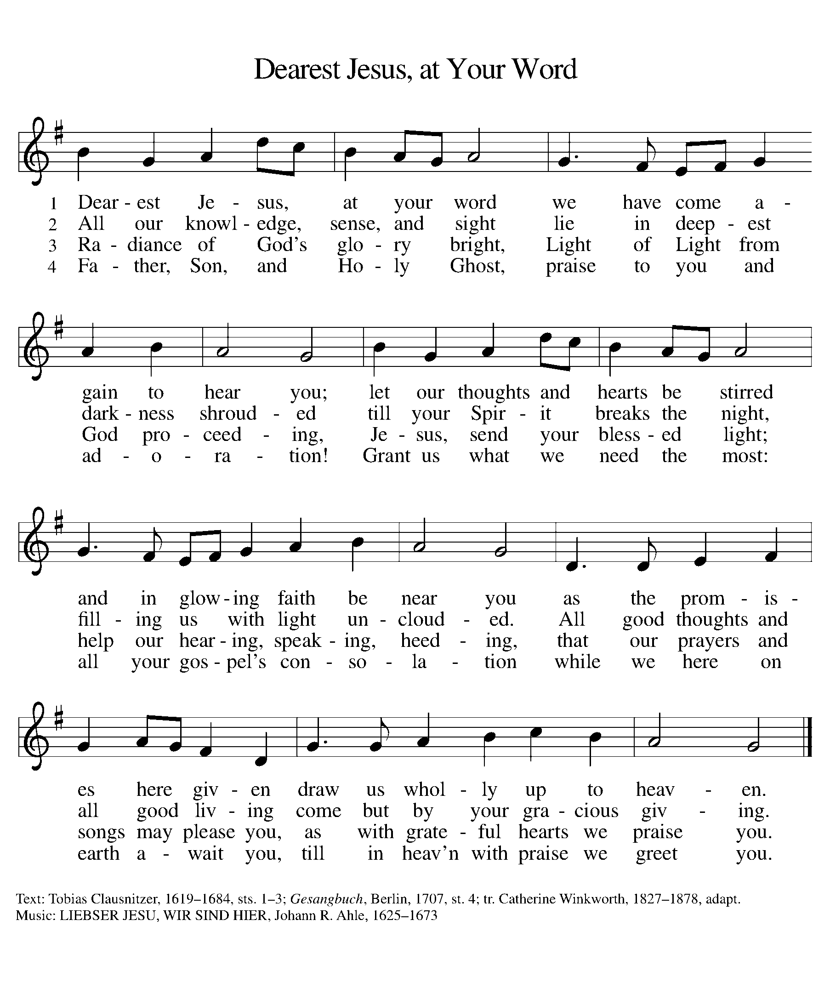 Dearest Jesus, at Your Word
1 Dear - est Je - sus, at your word we have come a -
2 All our knowl - edge, sense, and sight lie in deep - est
3 Ra - diance of God's glo - ry bright, Light of Light from
4 Fa - ther, Son, and Ho - ly Ghost, praise to you and
gain to hear you; let our thoughts and hearts be stirred
dark - ness shroud - ed till your Spir - it breaks the night,
God pro - ceed - ing, Je - sus, send your bless - ed light;
ad - o - ra - tion! Grant us what we need the most:
and in glow - ing faith be near you as the prom - is -
fill - ing us with light un - cloud - ed. All good thoughts and
help our hear - ing, speak - ing, heed - ing, that our prayers and
all your gos - pel's con - so - la - tion while we here on
es here giv - en draw us whol - ly up to heav - en.
all good liv - ing come but by your gra - cious giv - ing.
songs may please you, as with grate - ful hearts we praise you.
earth a - wait you, till in heav'n with praise we greet you.
Text: Tobias Clausnitzer, 1619–1684, sts. 1–3; Gesangbuch, Berlin, 1707, st. 4; tr. Catherine Winkworth, 1827–1878, adapt.
Music: LIEBSER JESU, WIR SIND HIER, Johann R. Ahle, 1625–1673